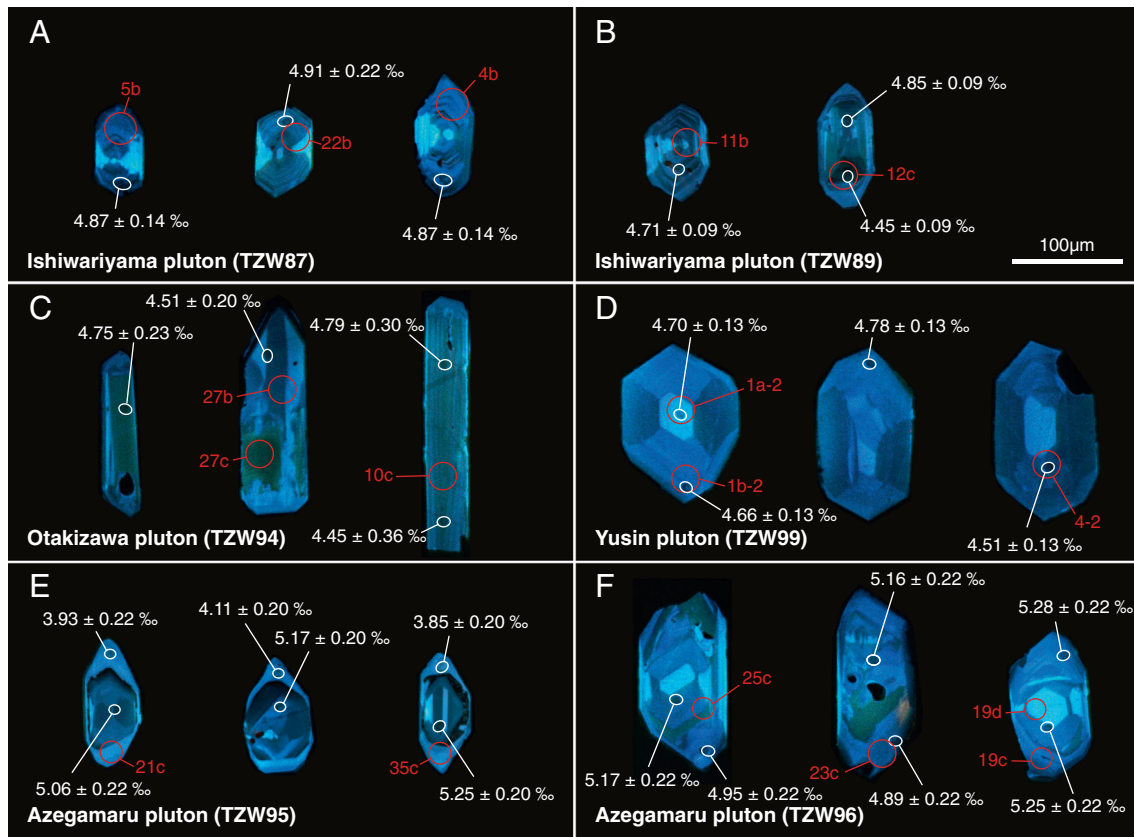 A
4.91 ± 0.22 ‰
5b
4b
22b
4.87 ± 0.14 ‰
4.87 ± 0.14 ‰
Ishiwariyama pluton (TZW87)
B
4.85 ± 0.09 ‰
11b
12c
4.71 ± 0.09 ‰
4.45 ± 0.09 ‰
100µm
Ishiwariyama pluton (TZW89)
C
4.51 ± 0.20 ‰
4.75 ± 0.23 ‰
4.79 ± 0.30 ‰
27b
27c
10c
4.45 ± 0.36 ‰
Otakizawa pluton (TZW94)
D
4.70 ± 0.13 ‰
4.78 ± 0.13 ‰
1a-2
1b-2
4.66 ± 0.13 ‰
4-2
4.51 ± 0.13 ‰
Yusin pluton (TZW99)
E
4.11 ± 0.20 ‰
3.93 ± 0.22 ‰
5.17 ± 0.20 ‰
3.85 ± 0.20 ‰
21c
35c
5.06 ± 0.22 ‰
5.25 ± 0.20 ‰
Azegamaru pluton (TZW95)
F
5.16 ± 0.22 ‰
5.28 ± 0.22 ‰
25c
19d
19c
23c
5.17 ± 0.22 ‰
4.95 ± 0.22 ‰
4.89 ± 0.22 ‰
5.25 ± 0.22 ‰
Azegamaru pluton (TZW96)